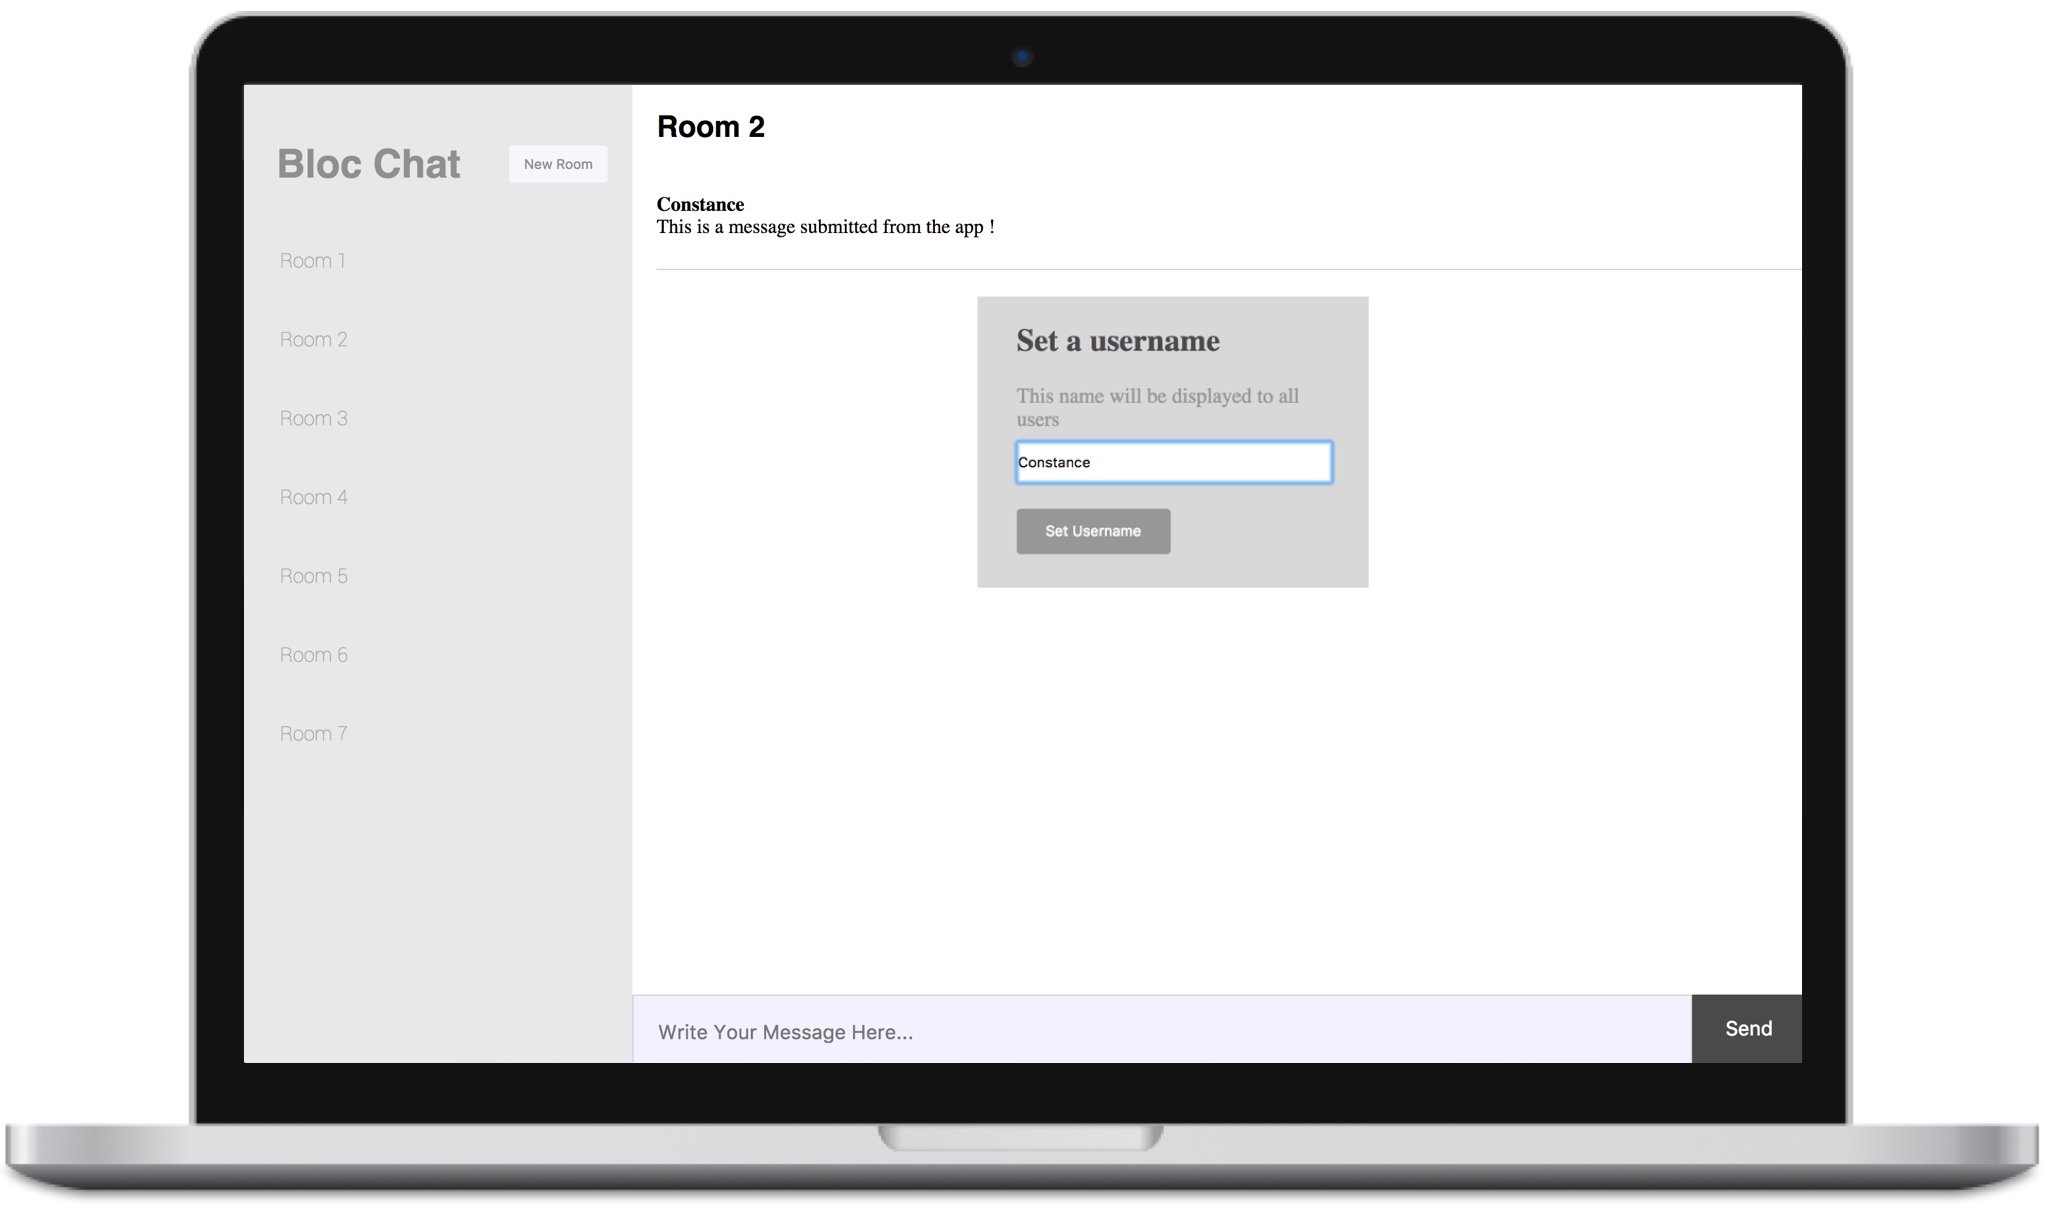 Bloc Chat
New Room
Room 1
Room 2
Room 3
Room 4
Room 5
Room 6
Room 7
Room 2
Constance
This is a message submitted from the app !
Set a username
This name will be displayed to all
users
Constance
Set Username
Write Your Message Here...
Send